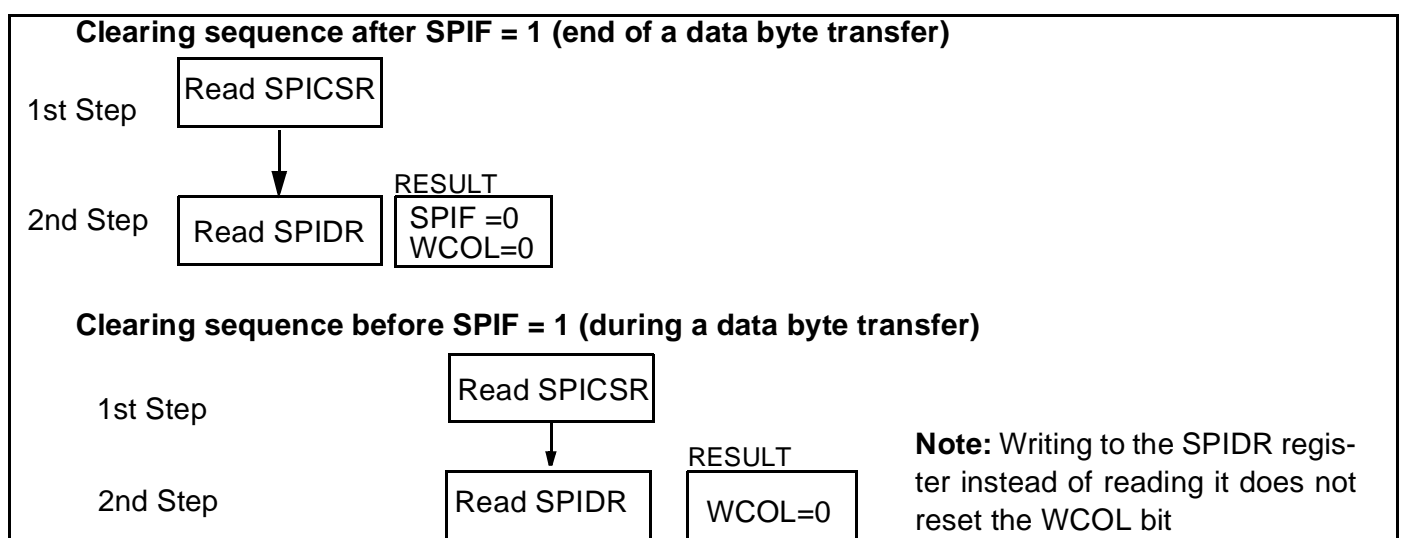 Clearing sequence after SPIF = 1 (end of a data byte transfer)
1st Step
Read SPICSR
RESULT
2nd Step
Read SPIDR
SPIF =0
WCOL=0
Clearing sequence before SPIF = 1 (during a data byte transfer)
1st Step
Read SPICSR
RESULT
2nd Step
Read SPIDR
WCOL=0
Note: Writing to the SPIDR regis-
ter instead of reading it does not
reset the WCOL bit